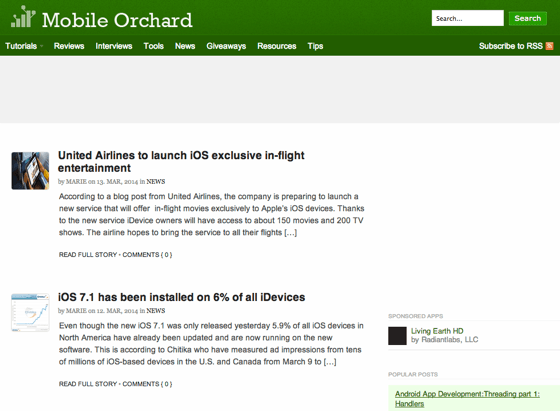 Mobile Orchard
Search...
Search
Tutorials Reviews Interviews Tools News Giveaways Resources Tips
Subscribe to RSS
United Airlines to launch iOS exclusive in-flight
entertainment
by MARIE on 13. MAR, 2014 in NEWS
According to a blog post from United Airlines, the company is preparing to launch a
new service that will offer in-flight movies exclusively to Apple's iOS devices. Thanks
to the new service iDevice owners will have access to about 150 movies and 200 TV
shows. The airline hopes to bring the service to all their flights [...]
READ FULL STORY • COMMENTS { 0 }
iOS 7.1 has been installed on 6% of all iDevices
by MARIE on 12. MAR, 2014 in NEWS
Even though the new iOS 7.1 was only released yesterday 5.9% of all iOS devices in
North America have already been updated and are now running on the new
software. This is according to Chitika who have measured ad impressions from tens
of millions of iOS-based devices in the U.S. and Canada from March 9 to [...]
READ FULL STORY • COMMENTS { 0 }
SPONSORED APPS
Living Earth HD
by Radiantlabs, LLC
POPULAR POSTS
Android App Development:Threading part 1:
Handlers